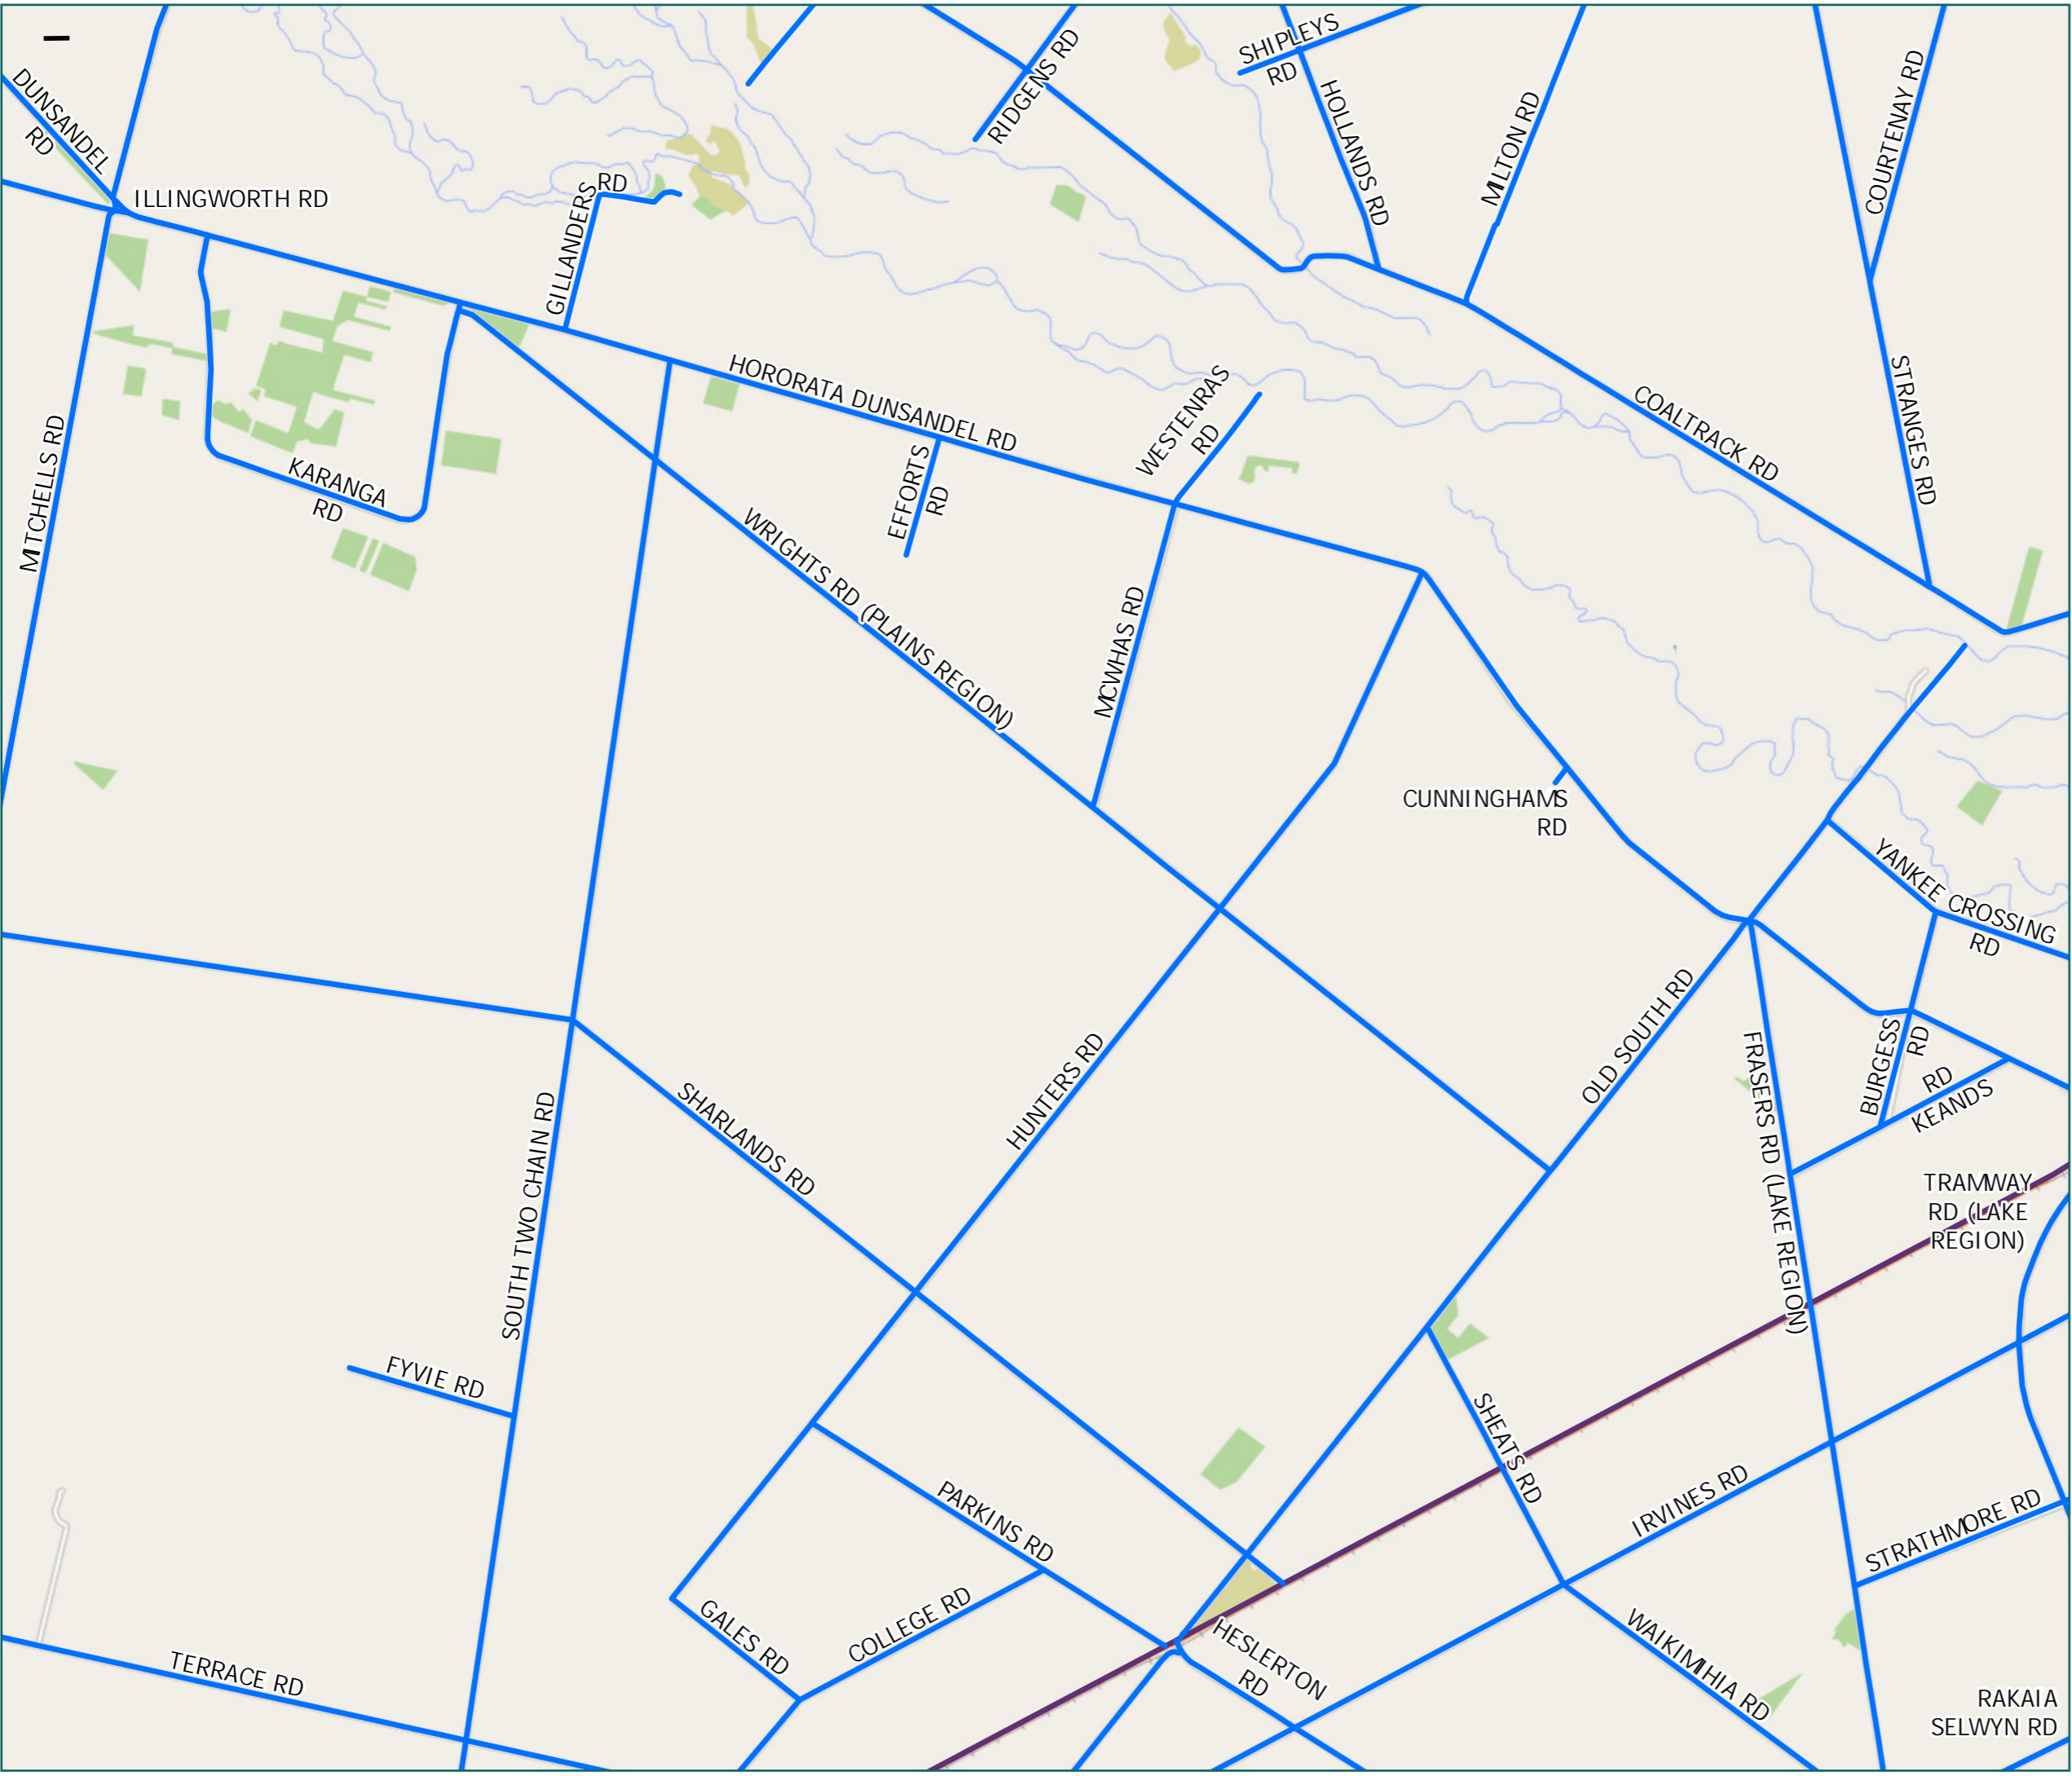 SHIPLEYS
RD
RIDGENS RD
DUNSANDEL
RD
HOLLANDS RD
MILTON RD
COURTENAY RD
ILLINGWORTH RD
GILLANDERS
RD
HORORATA DUNSANDEL RD
WESTENRAS
RD
STRANGES RD
COALTRACK RD
MITCHELLS RD
KARANGA
RD
EFFORTS
RD
WRIGHTS RD (PLAINS REGION)
MCWHAS RD
CUNNINGHAMS
RD
YANKEE CROSSING
RD
OLD SOUTH RD
BURGESS
RD
RD
KEANDS
FRASERS RD (LAKE REGION)
HUNTERS RD
SHARLANDS RD
SOUTH TWO CHAIN RD
TRAMWAY
RD (LAKE
REGION)
FYVIE RD
SHEATS RD
PARKINS RD
IRVINES RD
STRATHMORE RD
GALES RD
COLLEGE RD
HESLERTON
RD
WAIKIMIHIA RD
TERRACE RD
RAKAIA
SELWYN RD